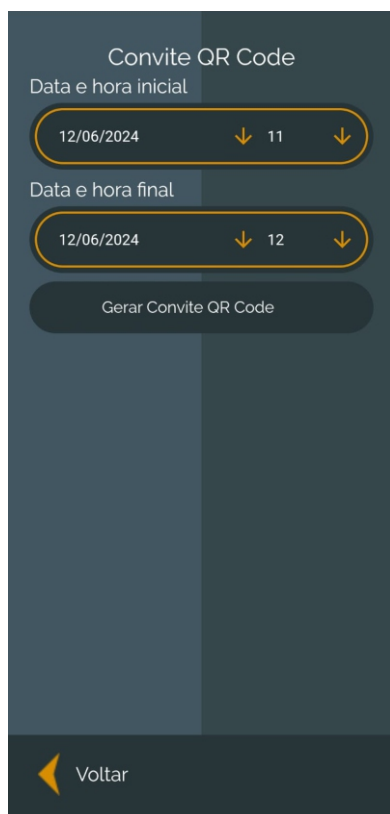 Convite QR Code
Data e hora inicial
12/06/2024 11
Data e hora final
12/06/2024 12
Gerar Convite QR Code
Voltar